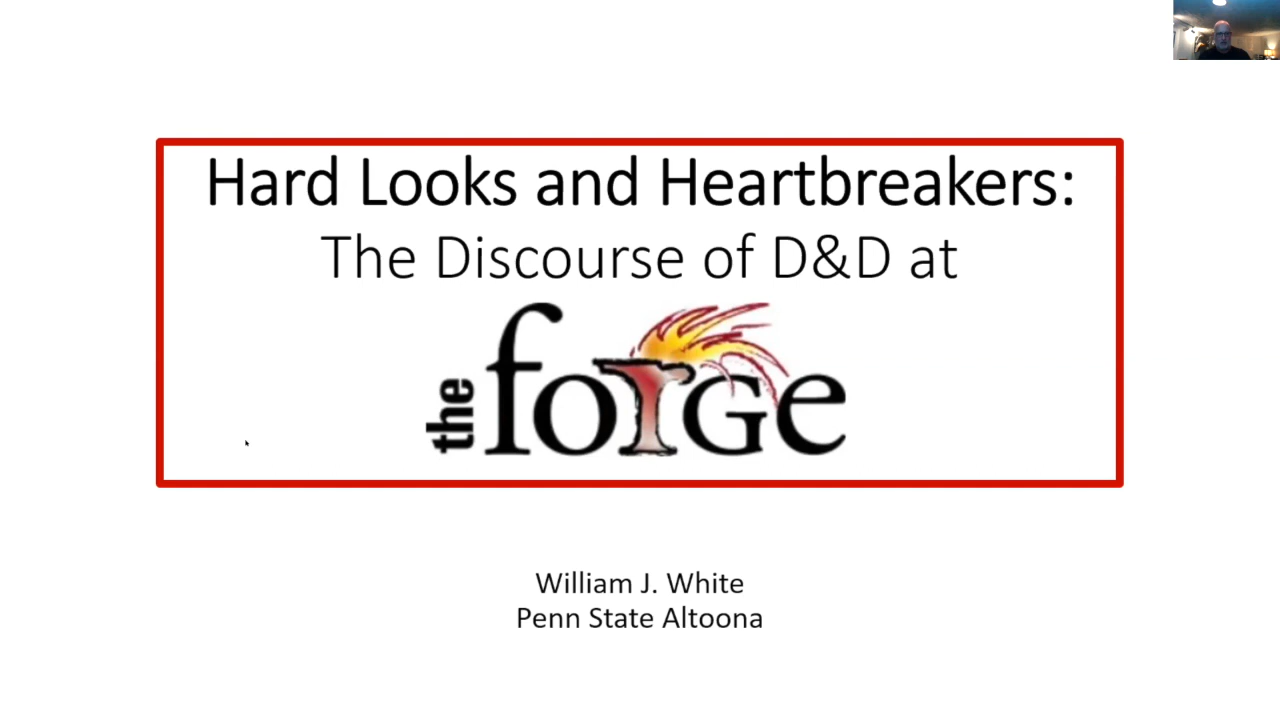 Hard Looks and Heartbreakers:
The Discourse of D&D at
the forge
William J. White
Penn State Altoona